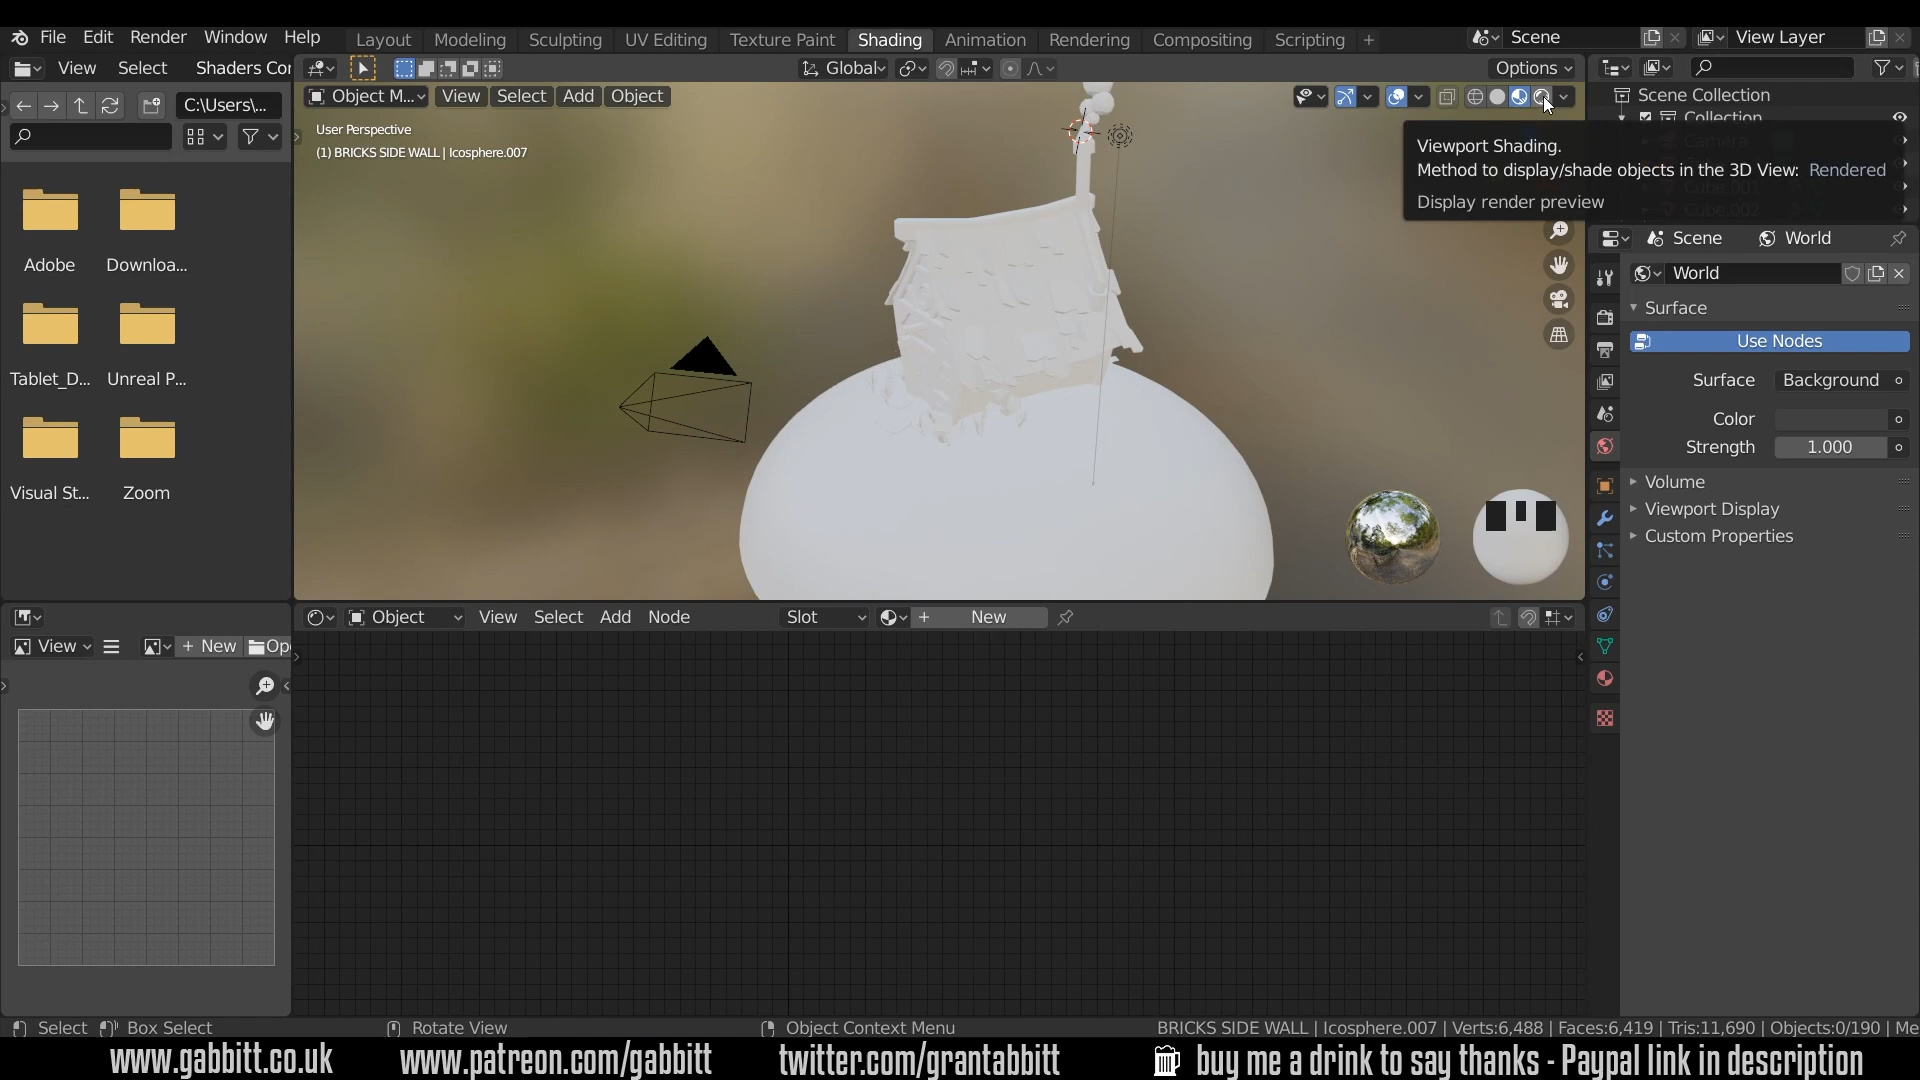 File Edit Render Window Help
Layout Modeling Sculpting UV Editing Texture Paint Shading Animation Rendering Compositing Scripting +
Scene
View Layer
View Select Shaders Cor
Global
Options
C:\Users\...
Object M... View Select Add Object
Scene Collection
Collection
User Perspective
(1) BRICKS SIDE WALL | Icosphere.007
Camera
Cube.001
Cube.002
Viewport Shading.
Method to display/shade objects in the 3D View: Rendered
Display render preview
Adobe
Downloa...
Tablet_D...
Unreal P...
Visual St...
Zoom
Scene
World
World
Surface
Use Nodes
Surface Background
Color
Strength 1.000
Volume
Viewport Display
Custom Properties
Object View Select Add Node Slot + New
View + New Op
Select Box Select Rotate View Object Context Menu BRICKS SIDE WALL | Icosphere.007 | Verts:6,488 | Faces:6,419 | Tris:11,690 | Objects:0/190 | Me
www.gabbitt.co.uk www.patreon.com/gabbitt twitter.com/grantabbitt buy me a drink to say thanks - Paypal link in description